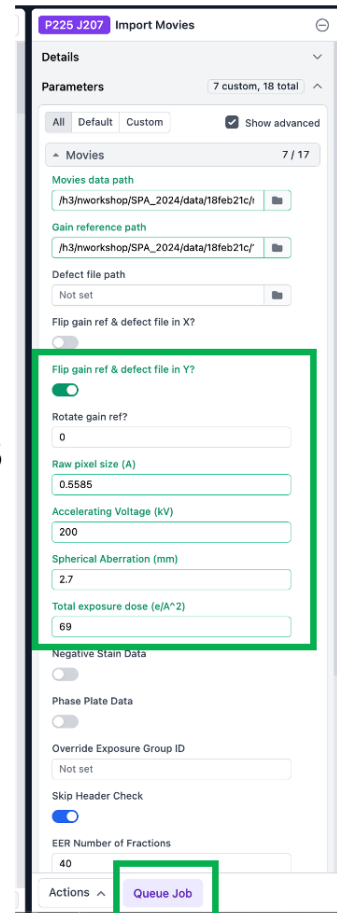 P225 J207 Import Movies
Details
Parameters 7 custom, 18 total
All Default Custom Show advanced
Movies 7 / 17
Movies data path
/h3/nworkshop/SPA_2024/data/18feb21c/
Gain reference path
/h3/nworkshop/SPA_2024/data/18feb21c/
Defect file path
Not set
Flip gain ref & defect file in X?
Flip gain ref & defect file in Y?
Rotate gain ref?
0
Raw pixel size (A)
0.5585
Accelerating Voltage (kV)
200
Spherical Aberration (mm)
2.7
Total exposure dose (e/A^2)
69
Negative Stain Data
Phase Plate Data
Override Exposure Group ID
Not set
Skip Header Check
EER Number of Fractions
40
Actions Queue Job